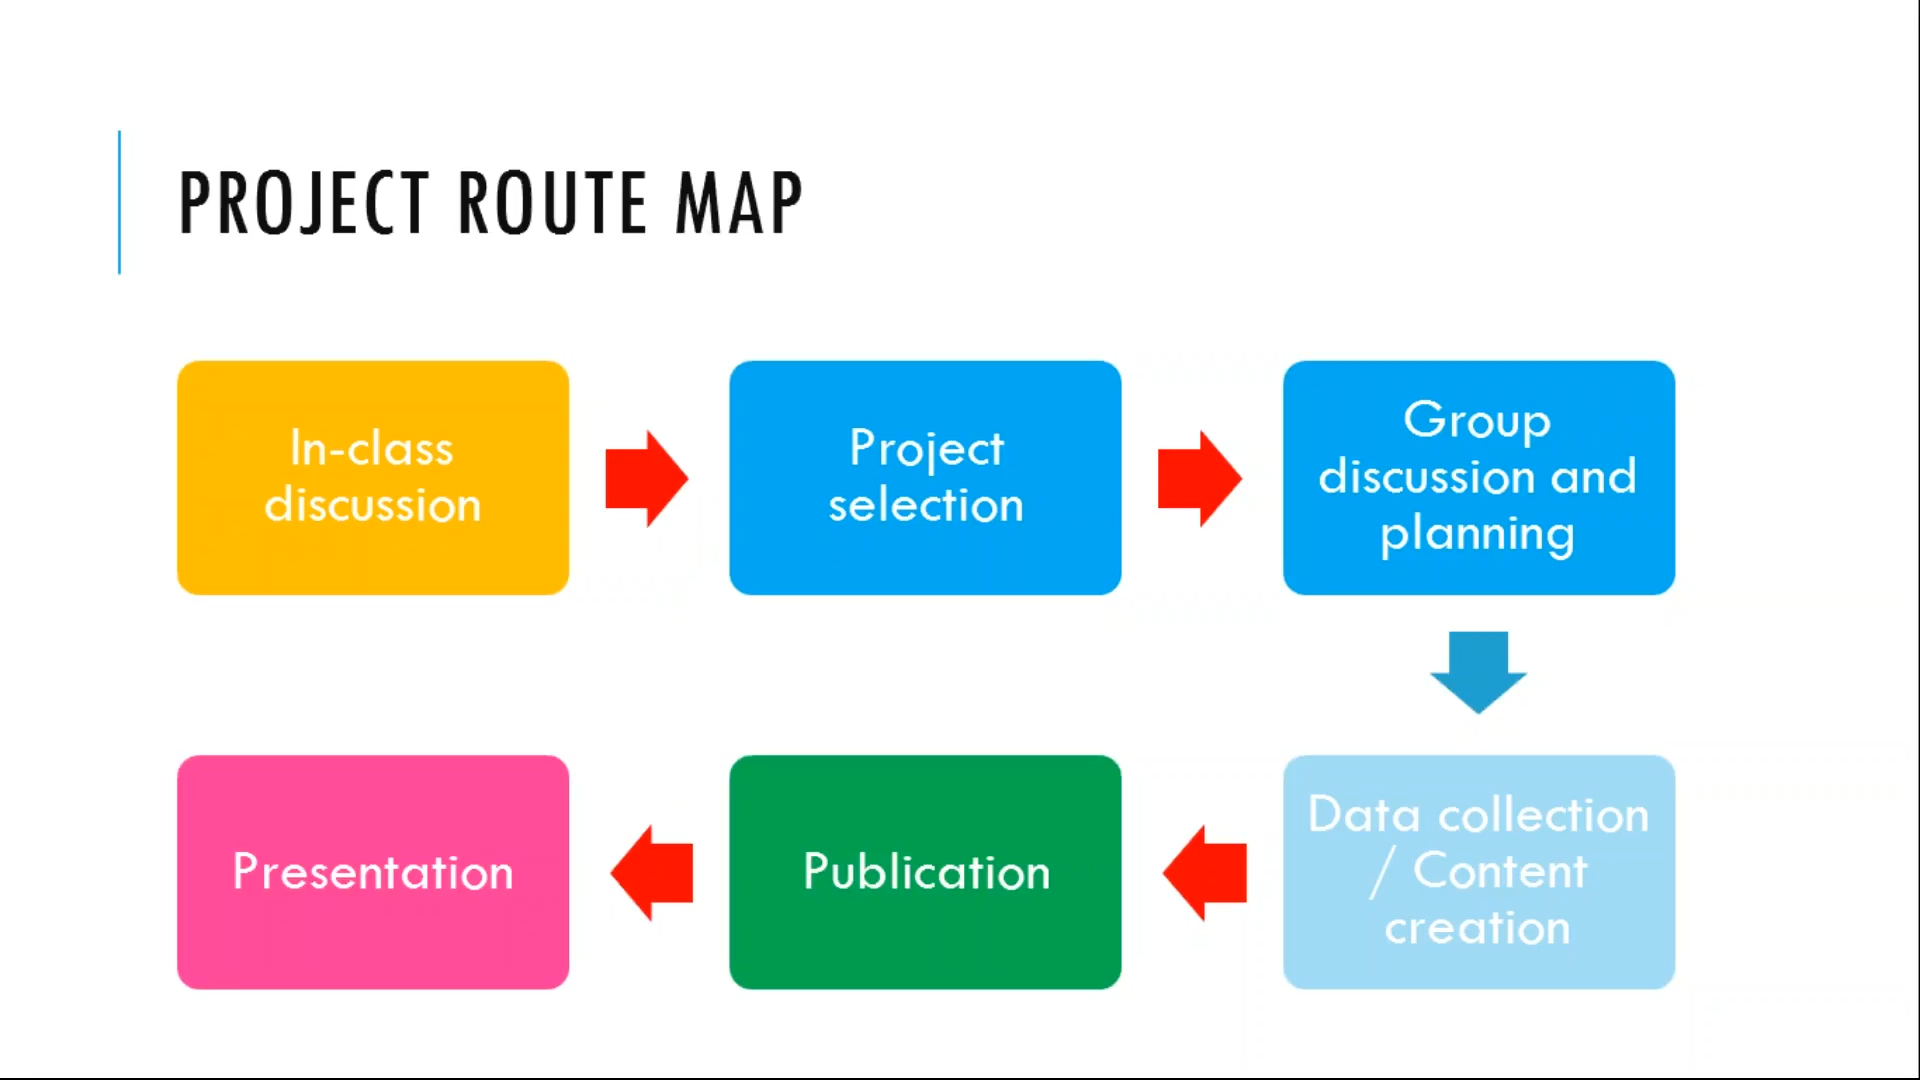 PROJECT ROUTE MAP
In-class
discussion
Project
selection
Group
discussion and
planning
Data collection
/ Content
creation
Publication
Presentation